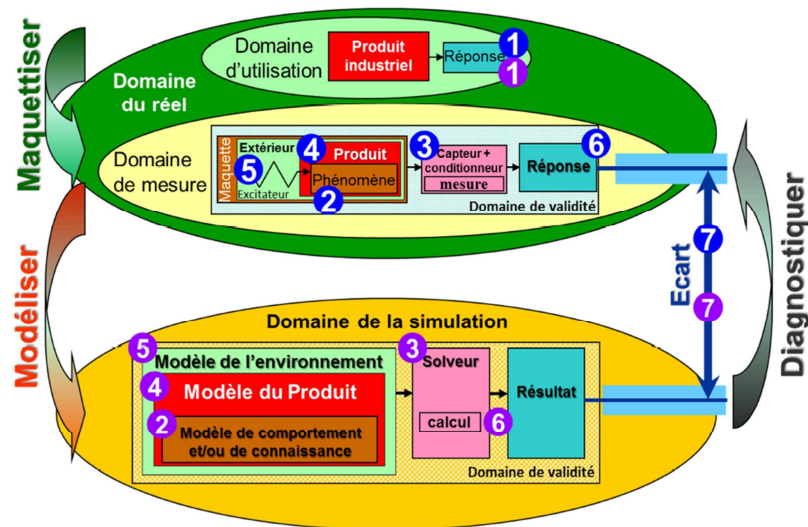 Maquettiser
Modéliser
Diagnostiquer
Domaine
d'utilisation
Produit
industriel
Réponse
1
1
Domaine
du réel
Domaine
de mesure
Maquette
Extérieur
5
Excitateur
4
Produit
Phénomène
2
3
Capteur +
conditionneur
mesure
Réponse
6
Domaine de validité
Ecart
7
7
Domaine de la simulation
5
Modèle de l'environnement
4
Modèle du Produit
2
Modèle de comportement
et/ou de connaissance
3
Solveur
calcul
6
Résultat
Domaine de validité